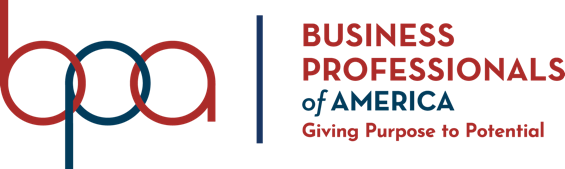 bpa
BUSINESS
PROFESSIONALS
of AMERICA
Giving Purpose to Potential